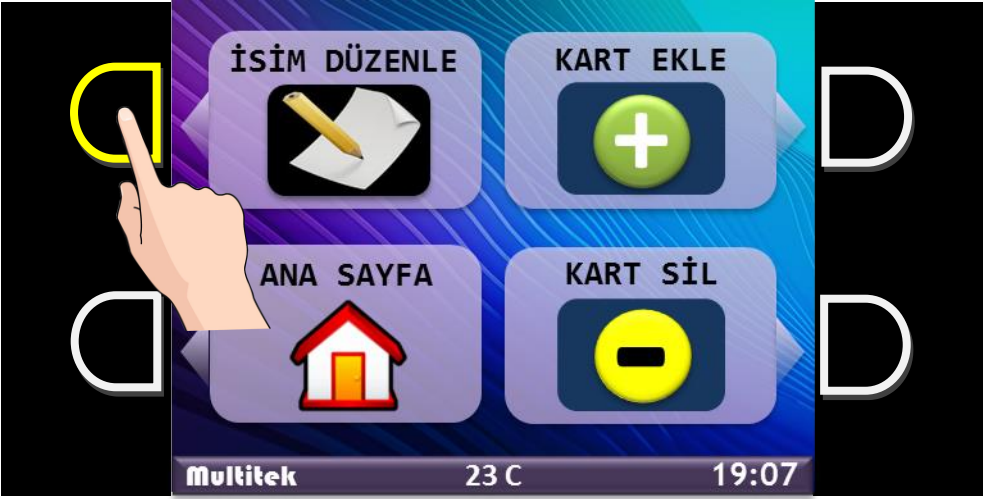 İSİM DÜZENLE
KART EKLE
ANA SAYFA
KART SİL
Multitek 23 C 19:07